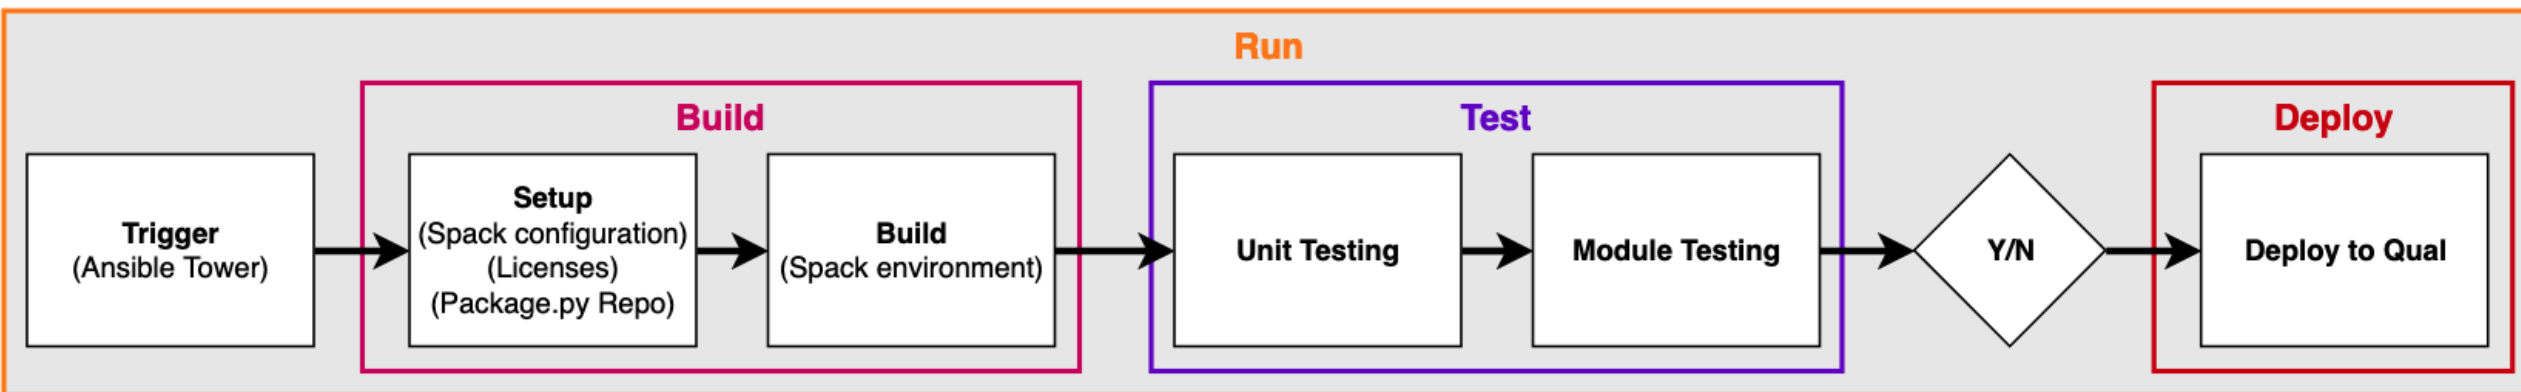 Run
Build
Test
Deploy
Trigger
(Ansible Tower)
Setup
(Spack configuration)
(Licenses)
(Package.py Repo)
Build
(Spack environment)
Unit Testing
Module Testing
Y/N
Deploy to Qual